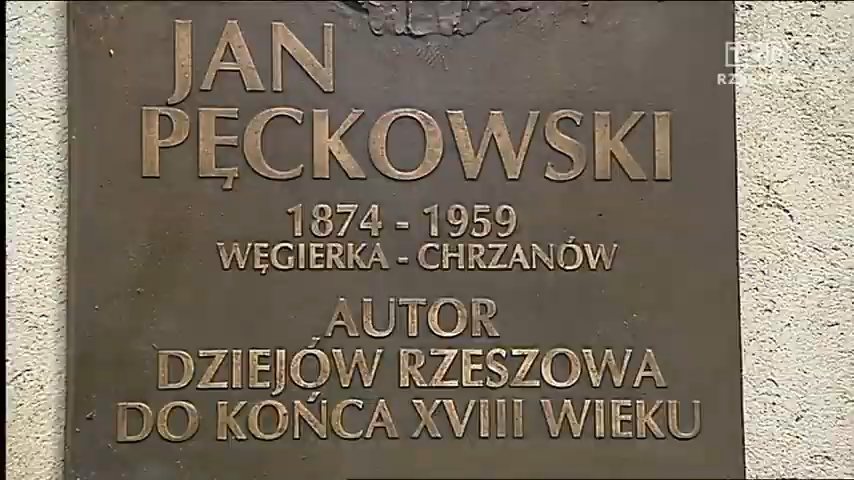 JAN
PĘCKOWSKI
1874 - 1959
WĘGIERKA - CHRZANÓW
AUTOR
DZIEJÓW RZESZOWA
DO KOŃCA XVIII WIEKU